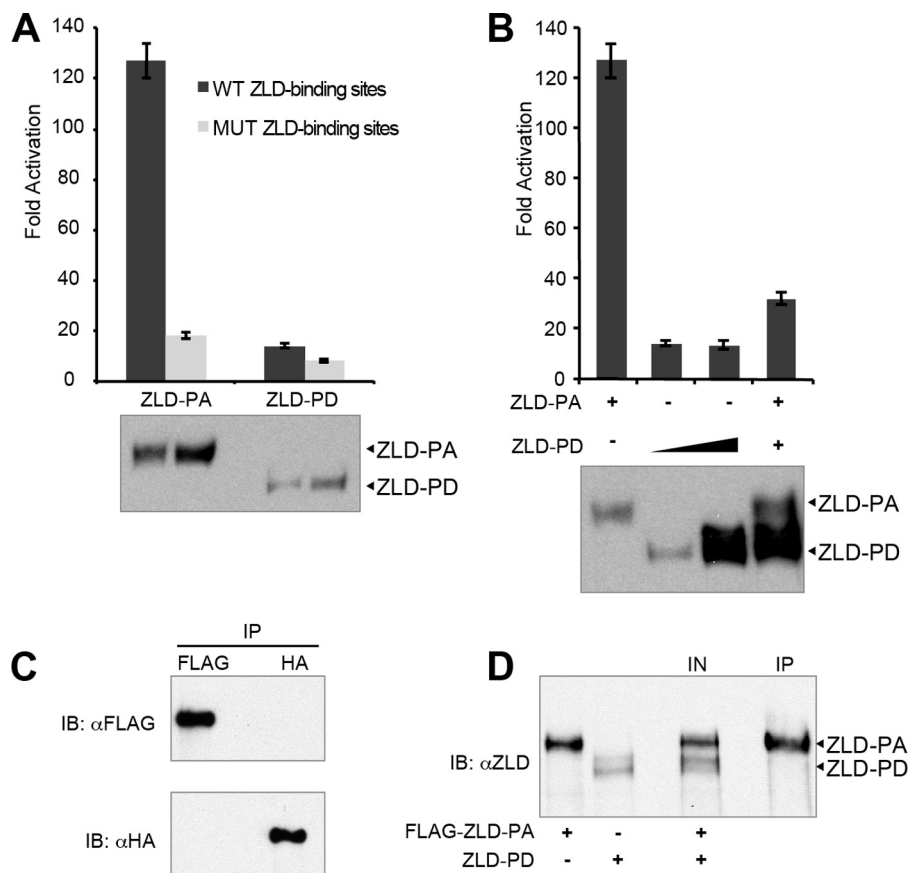 A
140
120
100
80
60
40
20
0
Fold Activation
WT ZLD-binding sites
MUT ZLD-binding sites
ZLD-PA ZLD-PD
ZLD-PA
ZLD-PD
B
140
120
100
80
60
40
20
0
Fold Activation
ZLD-PA + - - +
ZLD-PD - +
ZLD-PA
ZLD-PD
C
IP
FLAG HA
IB: αFLAG
IB: αHA
D
IN IP
IB: αZLD
ZLD-PA
ZLD-PD
FLAG-ZLD-PA + - +
ZLD-PD - + +